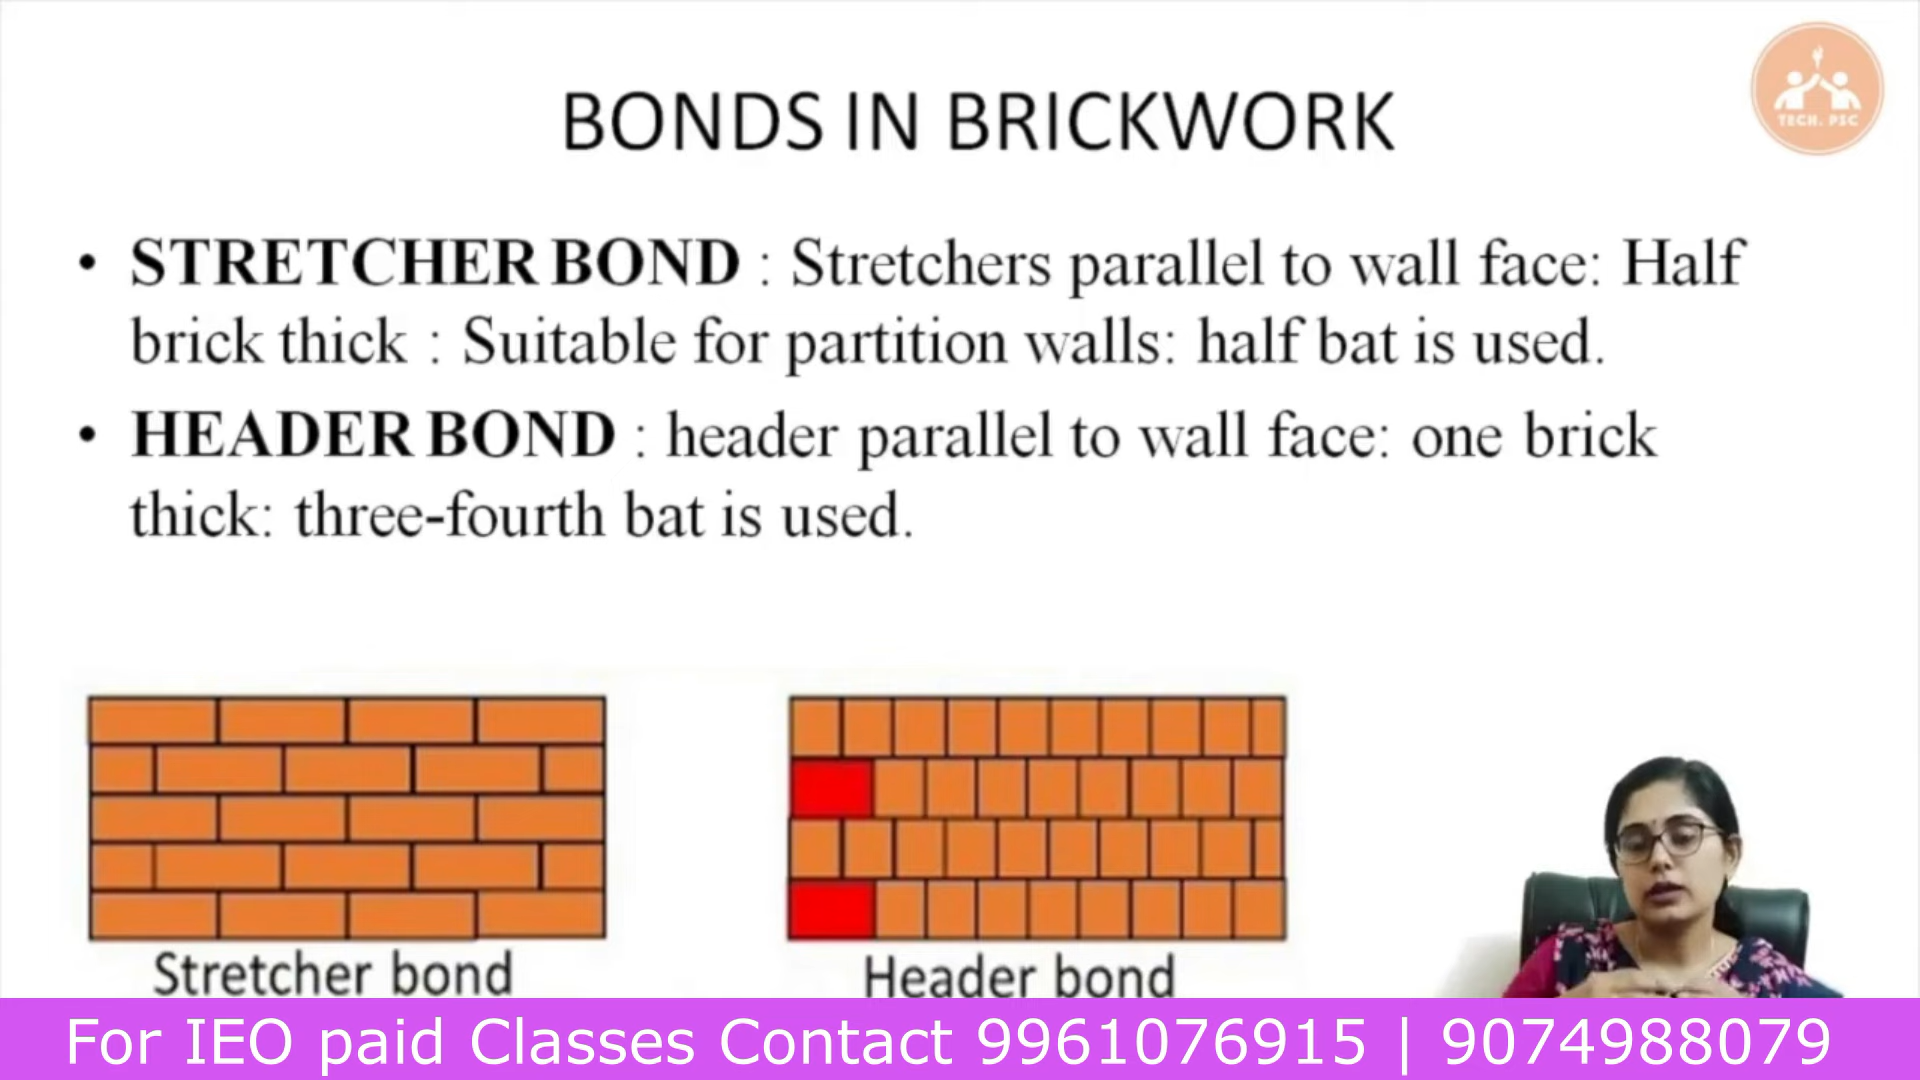 TECH. PSC
BONDS IN BRICKWORK
• STRETCHER BOND : Stretchers parallel to wall face: Half
brick thick : Suitable for partition walls: half bat is used.
• HEADER BOND : header parallel to wall face: one brick
thick: three-fourth bat is used.
Stretcher bond
Header bond
For IEO paid Classes Contact 9961076915 | 9074988079